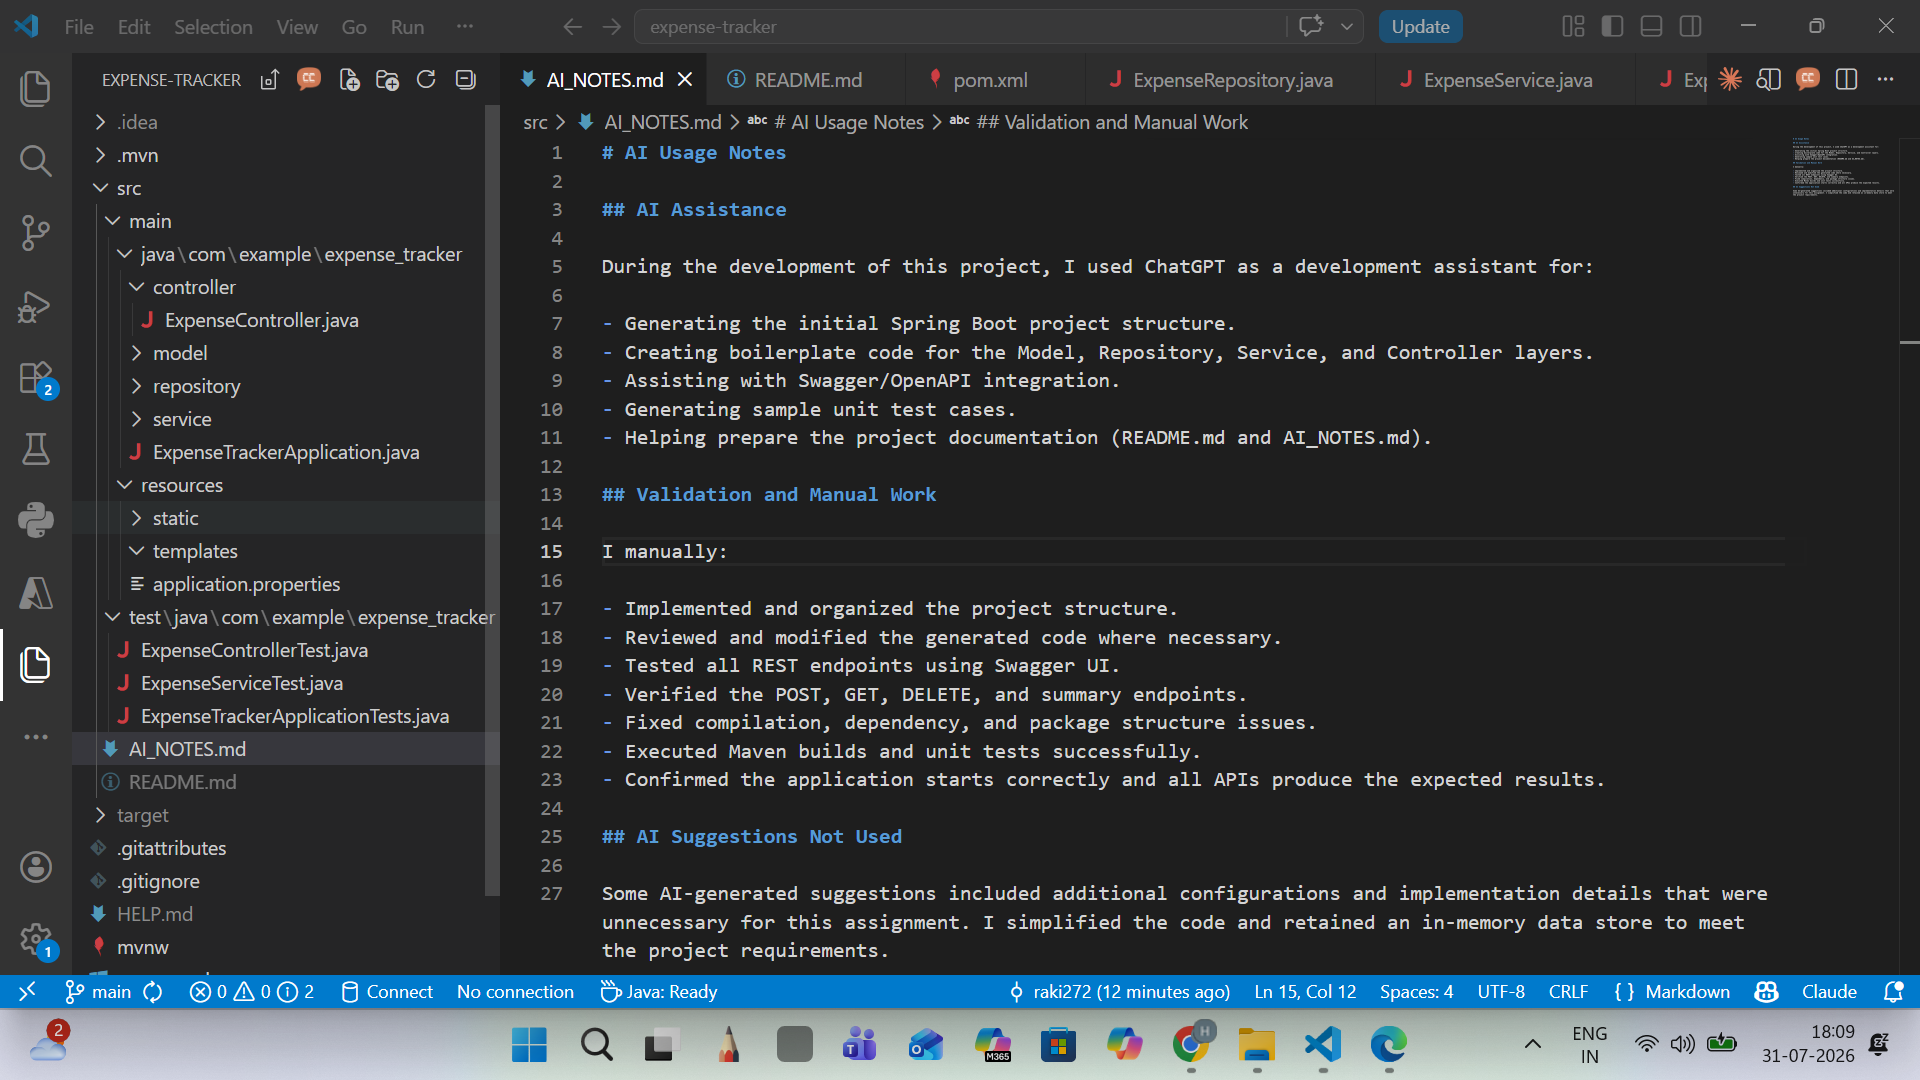 File Edit Selection View Go Run ··· expense-tracker Update
EXPENSE-TRACKER
AI_NOTES.md README.md pom.xml ExpenseRepository.java ExpenseService.java Exp
src > AI_NOTES.md > # AI Usage Notes > ## Validation and Manual Work
.idea
.mvn
src
main
java\com\example\expense_tracker
controller
ExpenseController.java
model
repository
service
ExpenseTrackerApplication.java
resources
static
templates
application.properties
test\java\com\example\expense_tracker
ExpenseControllerTest.java
ExpenseServiceTest.java
ExpenseTrackerApplicationTests.java
AI_NOTES.md
README.md
target
.gitattributes
.gitignore
HELP.md
mvnw
2
1
1 # AI Usage Notes
2
3 ## AI Assistance
4
5 During the development of this project, I used ChatGPT as a development assistant for:
6
7 - Generating the initial Spring Boot project structure.
8 - Creating boilerplate code for the Model, Repository, Service, and Controller layers.
9 - Assisting with Swagger/OpenAPI integration.
10 - Generating sample unit test cases.
11 - Helping prepare the project documentation (README.md and AI_NOTES.md).
12
13 ## Validation and Manual Work
14
15 I manually:
16
17 - Implemented and organized the project structure.
18 - Reviewed and modified the generated code where necessary.
19 - Tested all REST endpoints using Swagger UI.
20 - Verified the POST, GET, DELETE, and summary endpoints.
21 - Fixed compilation, dependency, and package structure issues.
22 - Executed Maven builds and unit tests successfully.
23 - Confirmed the application starts correctly and all APIs produce the expected results.
24
25 ## AI Suggestions Not Used
26
27 Some AI-generated suggestions included additional configurations and implementation details that were
unnecessary for this assignment. I simplified the code and retained an in-memory data store to meet
the project requirements.
main 0 0 2 Connect No connection Java: Ready raki272 (12 minutes ago) Ln 15, Col 12 Spaces: 4 UTF-8 CRLF { } Markdown Claude
2 M365 H ENG
IN
18:09
31-07-2026